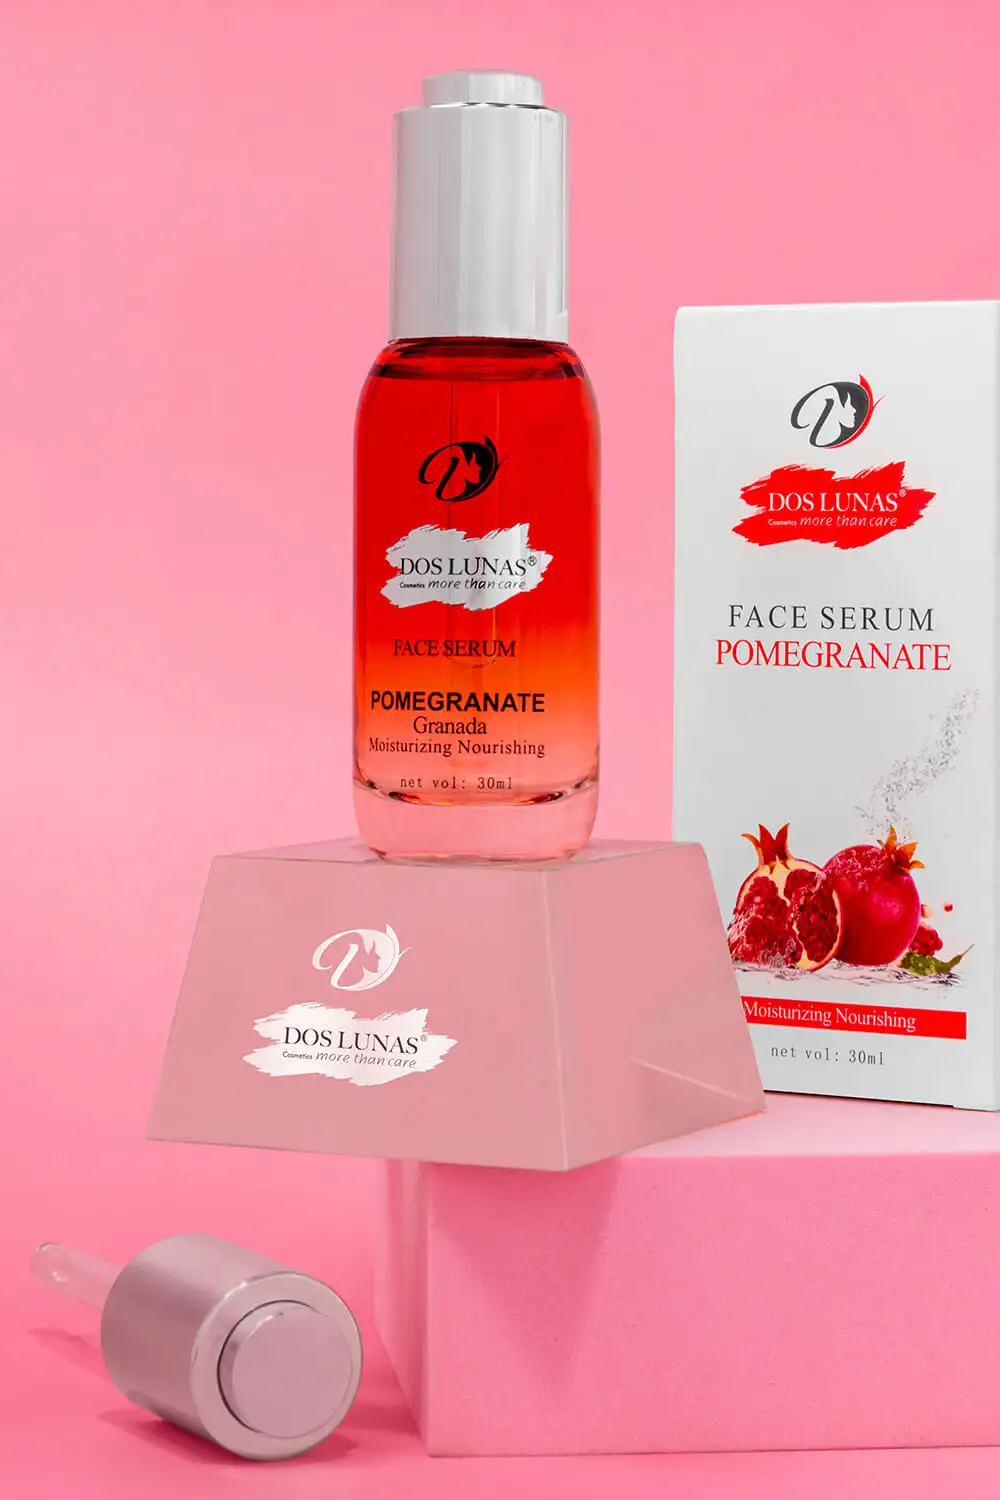 DOS LUNAS®
Cosmetics more than care
FACE SERUM
POMEGRANATE
Granada
Moisturizing Nourishing
net vol: 30ml
DOS LUNAS®
Cosmetics more than care
FACE SERUM
POMEGRANATE
Moisturizing Nourishing
net vol: 30ml
DOS LUNAS®
Cosmetics more than care